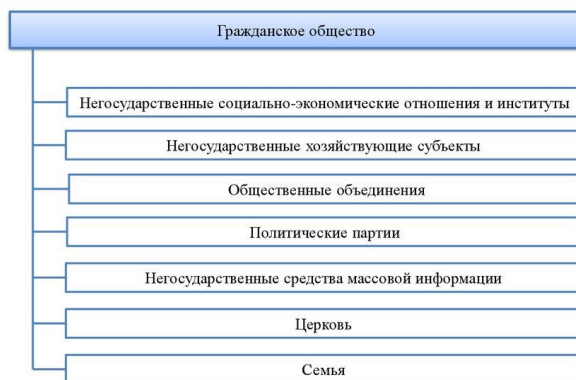 Гражданское общество
Негосударственные социально-экономические отношения и институты
Негосударственные хозяйствующие субъекты
Общественные объединения
Политические партии
Негосударственные средства массовой информации
Церковь
Семья